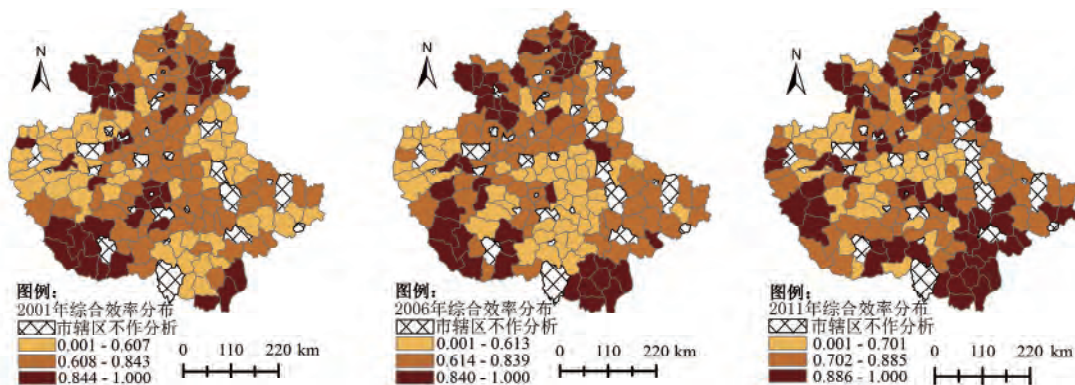 N
图例:
2001年综合效率分布
市辖区不作分析
0.001 - 0.607
0.608 - 0.843
0.844 - 1.000
0 110 220 km
N
图例:
2006年综合效率分布
市辖区不作分析
0.001 - 0.613
0.614 - 0.839
0.840 - 1.000
0 110 220 km
N
图例:
2011年综合效率分布
市辖区不作分析
0.001 - 0.701
0.702 - 0.885
0.886 - 1.000
0 110 220 km